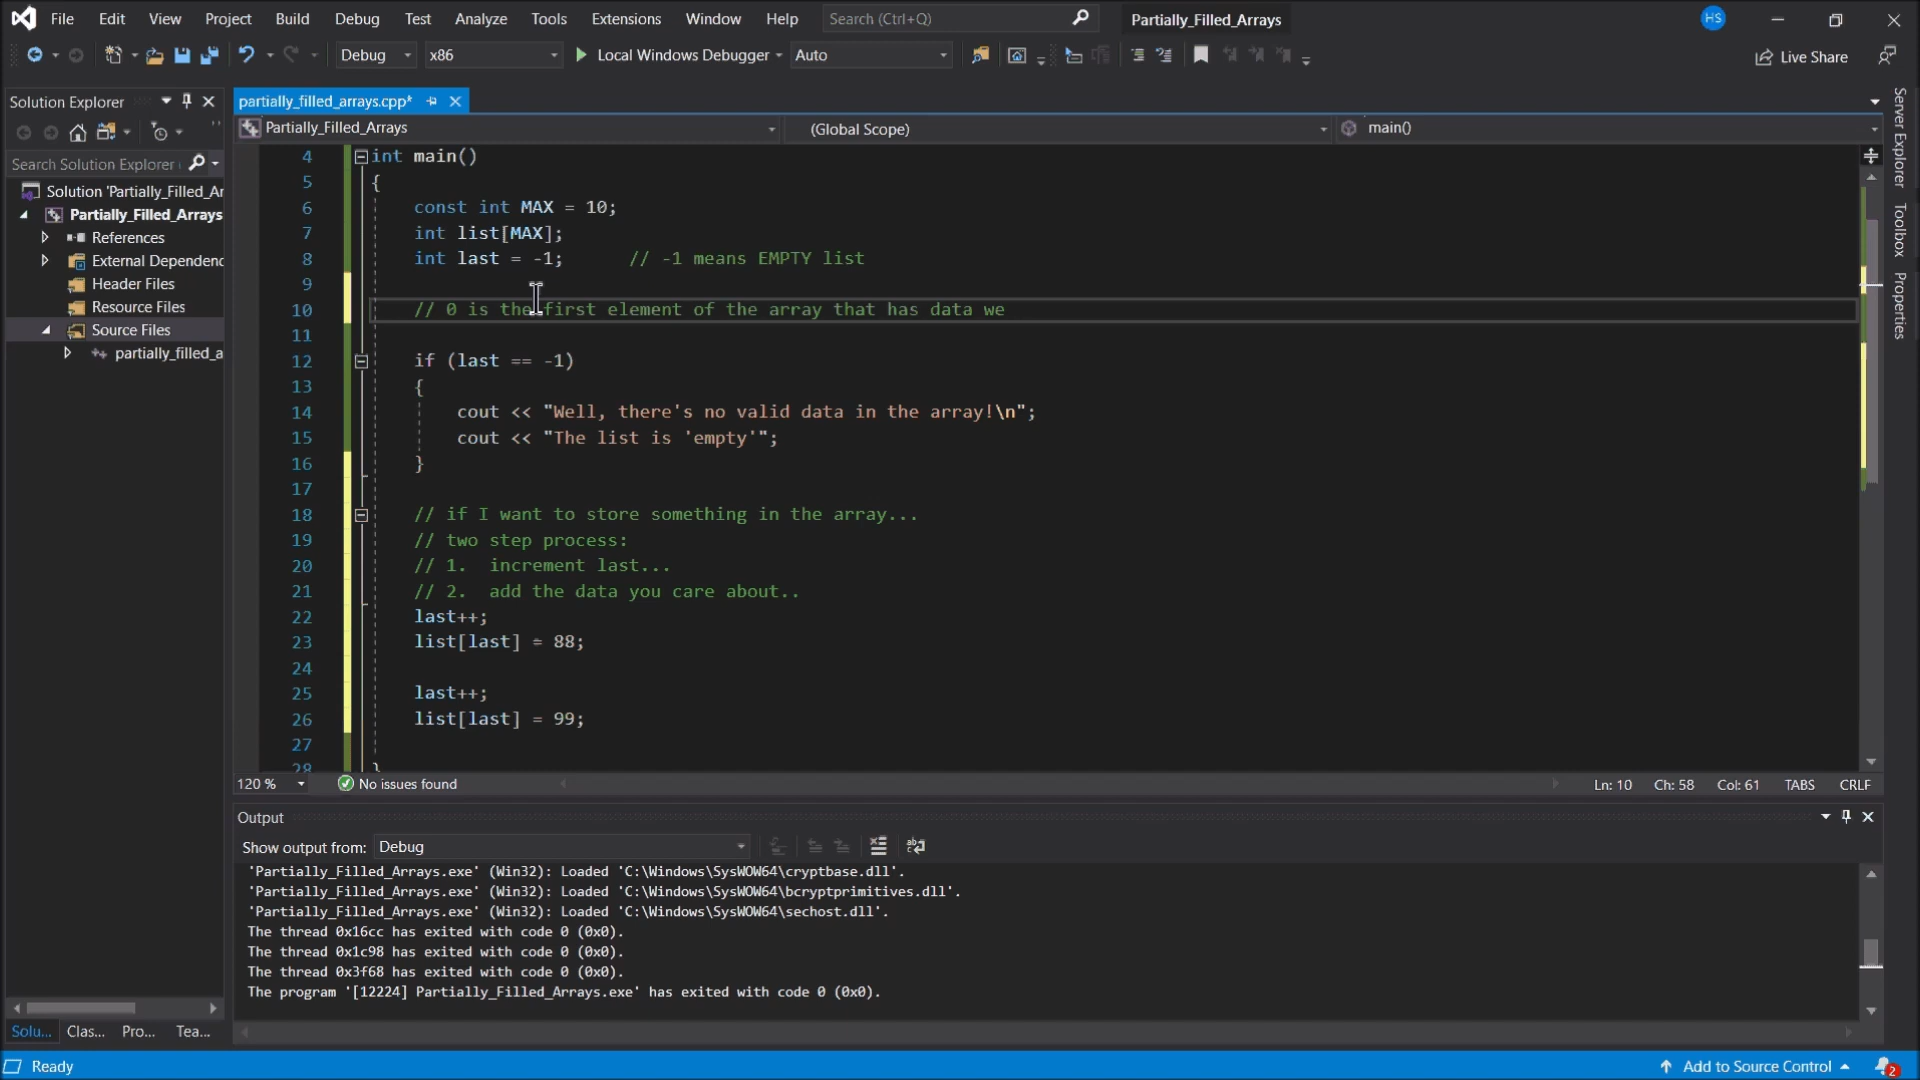 File Edit View Project Build Debug Test Analyze Tools Extensions Window Help Search (Ctrl+Q) Partially_Filled_Arrays HS
Debug x86 Local Windows Debugger Auto Live Share
Solution Explorer
Search Solution Explorer
Solution 'Partially_Filled_Ar
Partially_Filled_Arrays
References
External Dependenc
Header Files
Resource Files
Source Files
partially_filled_a
Solu... Clas... Pro... Tea...
partially_filled_arrays.cpp*
Partially_Filled_Arrays (Global Scope) main()
4 int main()
5 {
6 const int MAX = 10;
7 int list[MAX];
8 int last = -1; // -1 means EMPTY list
9
10 // 0 is the first element of the array that has data we
11
12 if (last == -1)
13 {
14 cout << "Well, there's no valid data in the array!\n";
15 cout << "The list is 'empty'";
16 }
17
18 // if I want to store something in the array...
19 // two step process:
20 // 1. increment last...
21 // 2. add the data you care about..
22 last++;
23 list[last] = 88;
24
25 last++;
26 list[last] = 99;
27
28 }
120 % No issues found Ln: 10 Ch: 58 Col: 61 TABS CRLF
Output
Show output from: Debug
'Partially_Filled_Arrays.exe' (Win32): Loaded 'C:\Windows\SysWOW64\cryptbase.dll'.
'Partially_Filled_Arrays.exe' (Win32): Loaded 'C:\Windows\SysWOW64\bcryptprimitives.dll'.
'Partially_Filled_Arrays.exe' (Win32): Loaded 'C:\Windows\SysWOW64\sechost.dll'.
The thread 0x16cc has exited with code 0 (0x0).
The thread 0x1c98 has exited with code 0 (0x0).
The thread 0x3f68 has exited with code 0 (0x0).
The program '[12224] Partially_Filled_Arrays.exe' has exited with code 0 (0x0).
Server Explorer
Toolbox
Properties
Ready Add to Source Control 2